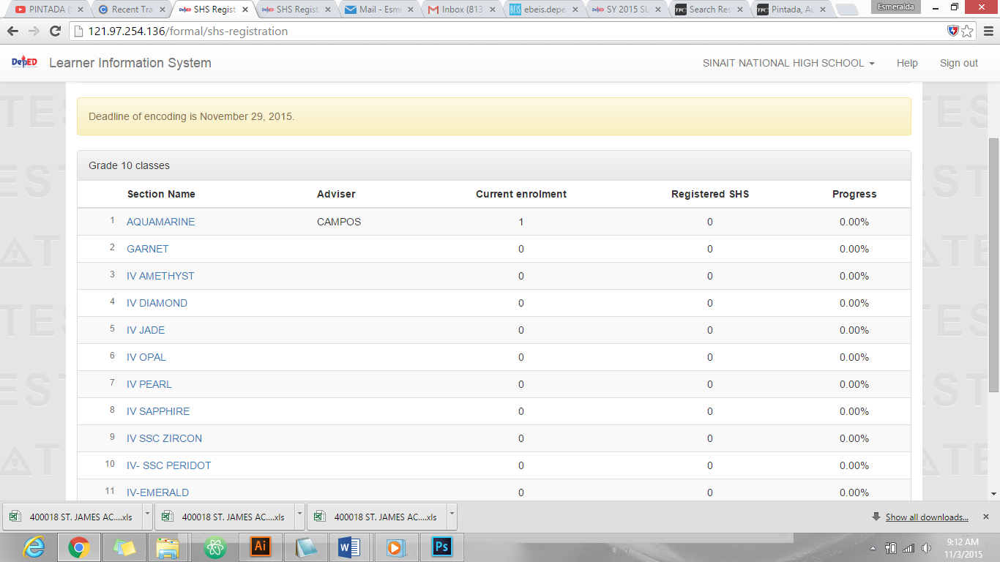 PINTADA (
Recent Tra
SHS Regist
SHS Regist
Mail - Esme
Inbox (813
ebeis.depe
SY 2015 SU
Search Res
Pintada, Au
Esmeralda
121.97.254.136/formal/shs-registration
DepED
Learner Information System
SINAIT NATIONAL HIGH SCHOOL
Help
Sign out
Deadline of encoding is November 29, 2015.
Grade 10 classes
Section Name Adviser Current enrolment Registered SHS Progress
1 AQUAMARINE CAMPOS 1 0 0.00%
2 GARNET 0 0 0.00%
3 IV AMETHYST 0 0 0.00%
4 IV DIAMOND 0 0 0.00%
5 IV JADE 0 0 0.00%
6 IV OPAL 0 0 0.00%
7 IV PEARL 0 0 0.00%
8 IV SAPPHIRE 0 0 0.00%
9 IV SSC ZIRCON 0 0 0.00%
10 IV- SSC PERIDOT 0 0 0.00%
11 IV-EMERALD 0 0 0.00%
400018 ST. JAMES AC....xls
400018 ST. JAMES AC....xls
400018 ST. JAMES AC....xls
Show all downloads...
Ai
Ps
9:12 AM
11/3/2015